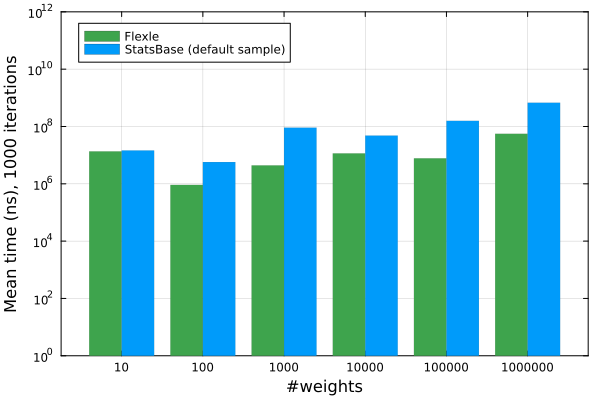 Mean time (ns), 1000 iterations
10^12
10^10
10^8
10^6
10^4
10^2
10^0
Flexle
StatsBase (default sample)
10 100 1000 10000 100000 1000000
#weights